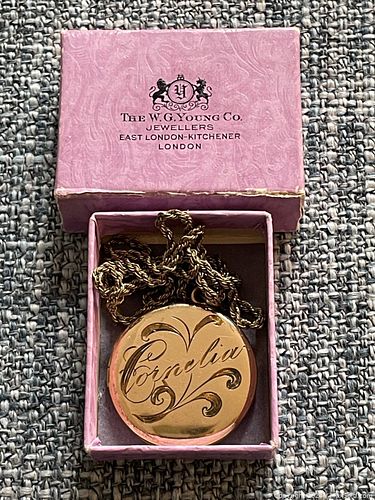 Y
THE W. G. YOUNG CO.
JEWELLERS
EAST LONDON-KITCHENER
LONDON
Cornelia